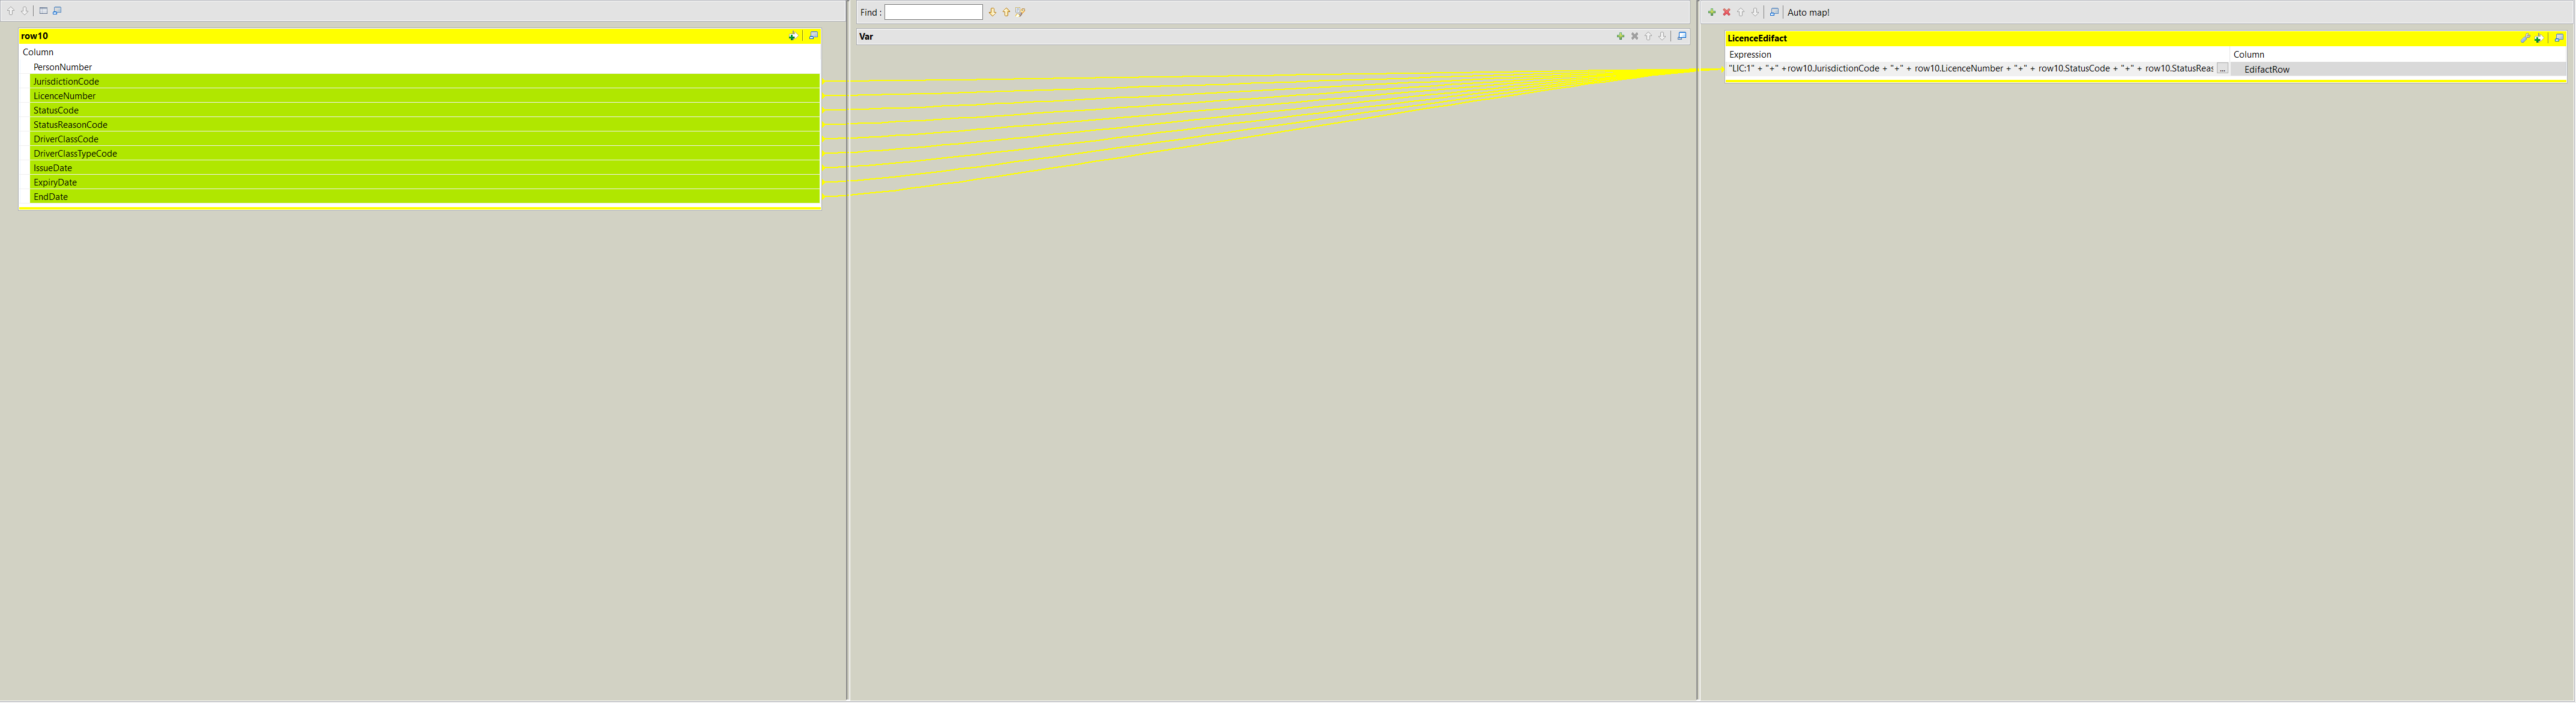 row10
Column
PersonNumber
JurisdictionCode
LicenceNumber
StatusCode
StatusReasonCode
DriverClassCode
DriverClassTypeCode
IssueDate
ExpiryDate
EndDate
Find :
Var
Auto map!
LicenceEdifact
Expression Column
"LIC:1" + "+" +row10.JurisdictionCode + "+" + row10.LicenceNumber + "+" + row10.StatusCode + "+" + row10.StatusReas ... EdifactRow